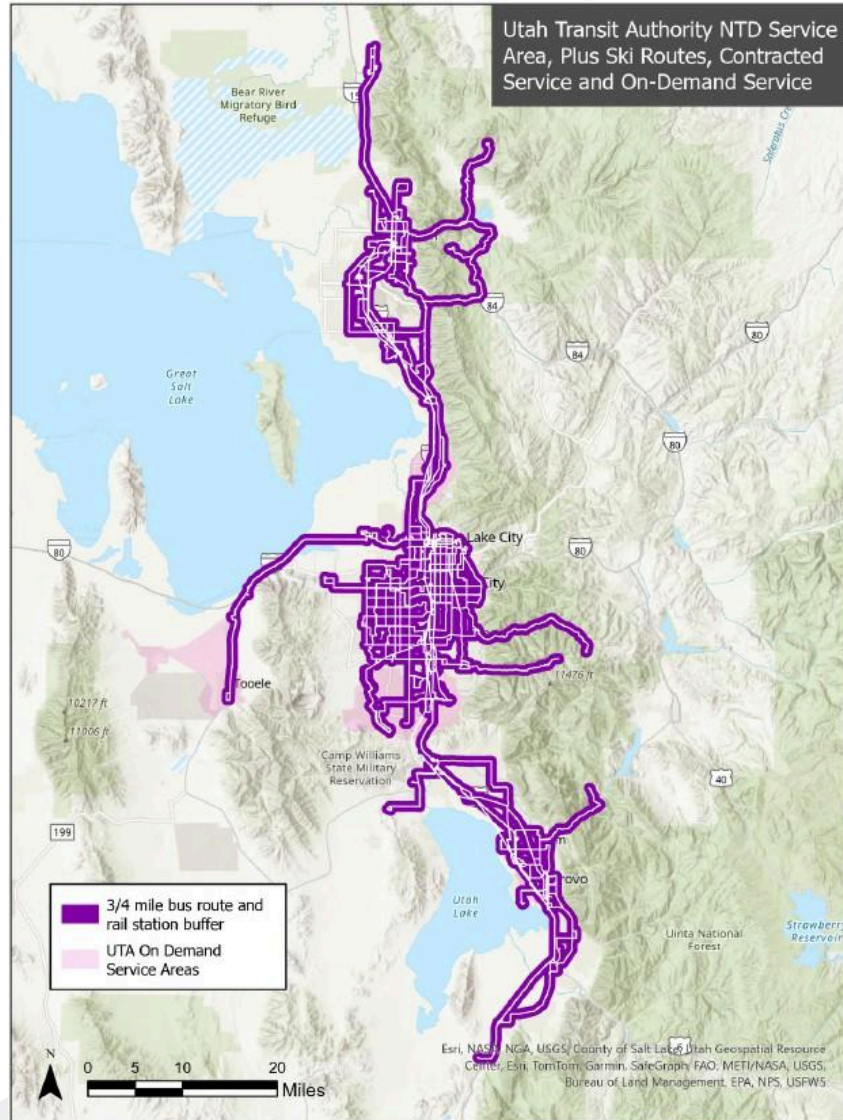 Utah Transit Authority NTD Service
Area, Plus Ski Routes, Contracted
Service and On-Demand Service
Bear River
Migratory Bird
Refuge
15
84
80
84
Great
Salt
Lake
80
80
Lake City
80
City
Tooele
11476 ft
10217 ft
11006 ft
Camp Williams
State Military
Reservation
40
199
om
rovo
Utah
Lake
Uinta National
Forest
Strawberry
Reservoir
3/4 mile bus route and
rail station buffer
UTA On Demand
Service Areas
N
0 5 10 20
Miles
Esri, NASA, NGA, USGS, County of Salt Lake, Utah Geospatial Resource
Center, Esri, TomTom, Garmin, SafeGraph, FAO, METI/NASA, USGS,
Bureau of Land Management, EPA, NPS, USFWS